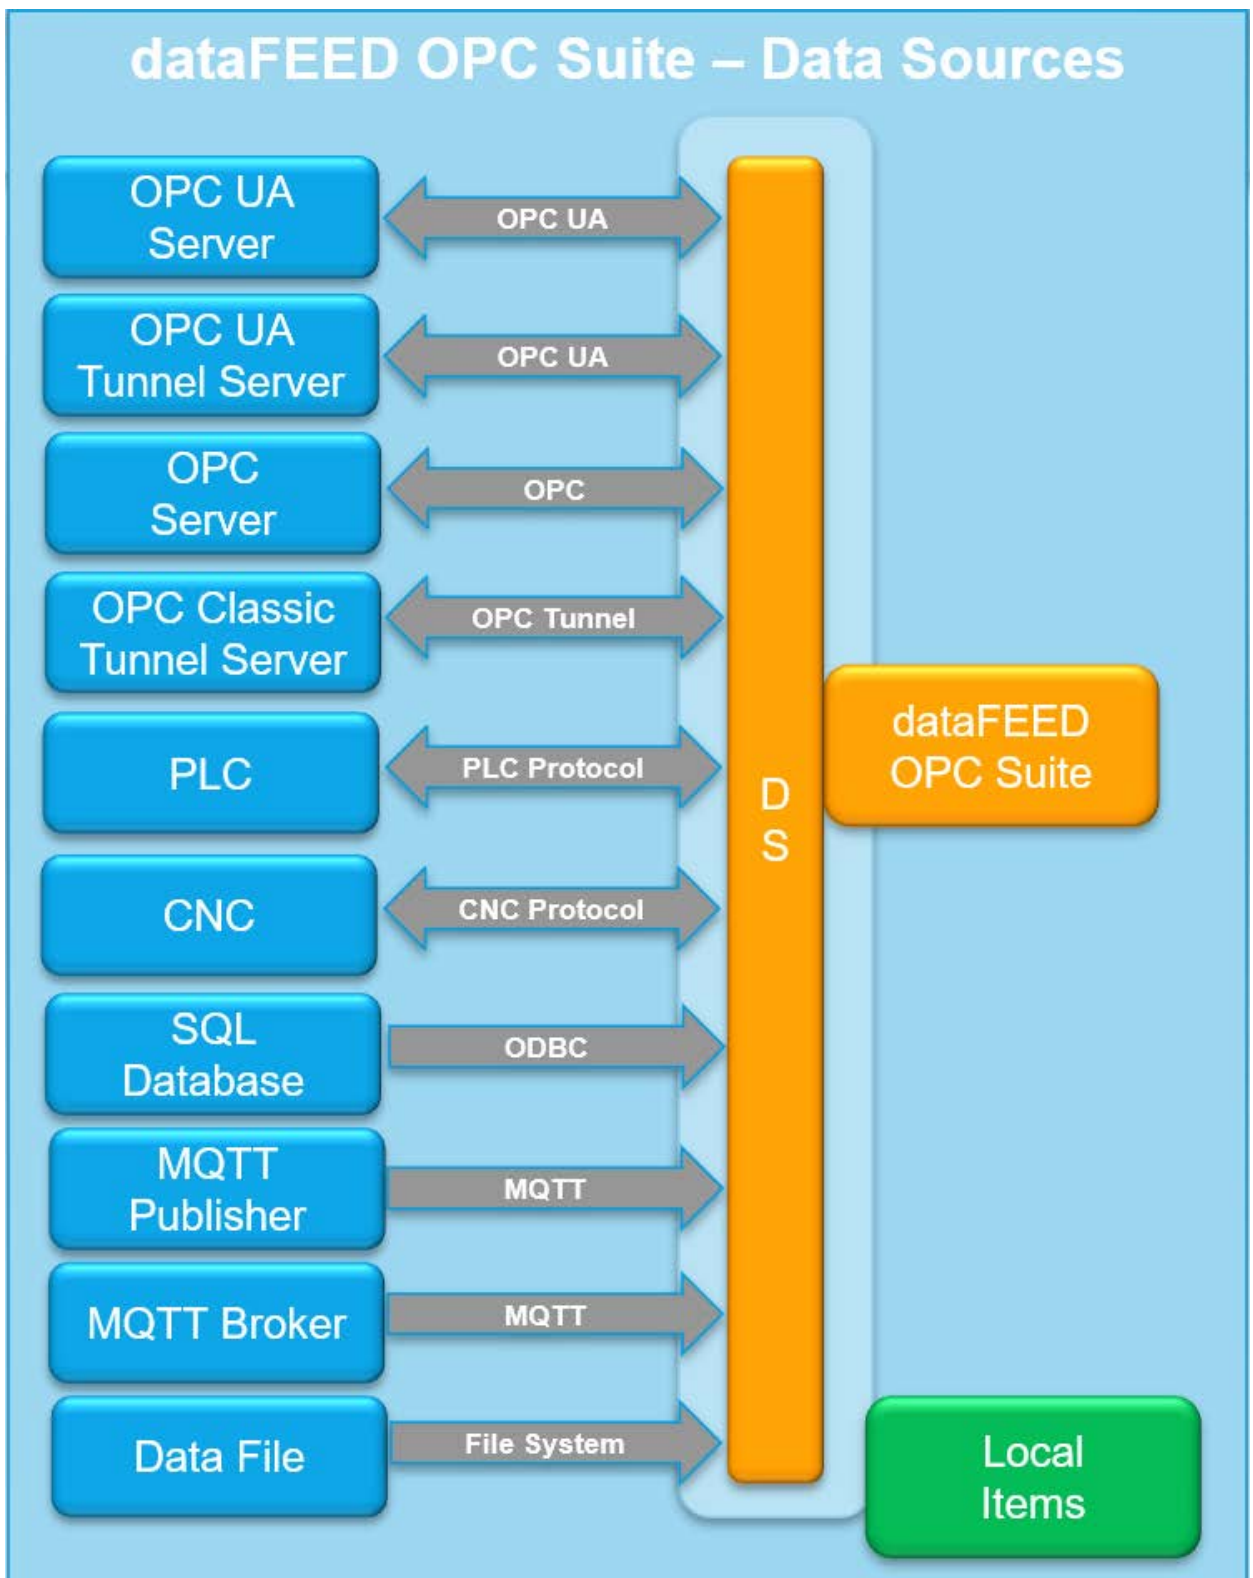 dataFEED OPC Suite – Data Sources
OPC UA
Server
OPC UA
OPC UA
Tunnel Server
OPC UA
OPC
Server
OPC
OPC Classic
Tunnel Server
OPC Tunnel
PLC
PLC Protocol
CNC
CNC Protocol
SQL
Database
ODBC
MQTT
Publisher
MQTT
MQTT Broker
MQTT
Data File
File System
D
S
dataFEED
OPC Suite
Local
Items